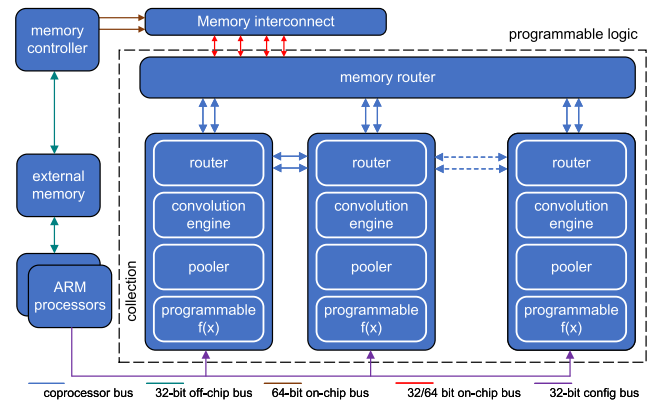 memory
controller
Memory interconnect
programmable logic
memory router
external
memory
ARM
processors
collection
router
convolution
engine
pooler
programmable
f(x)
router
convolution
engine
pooler
programmable
f(x)
router
convolution
engine
pooler
programmable
f(x)
coprocessor bus
32-bit off-chip bus
64-bit on-chip bus
32/64 bit on-chip bus
32-bit config bus